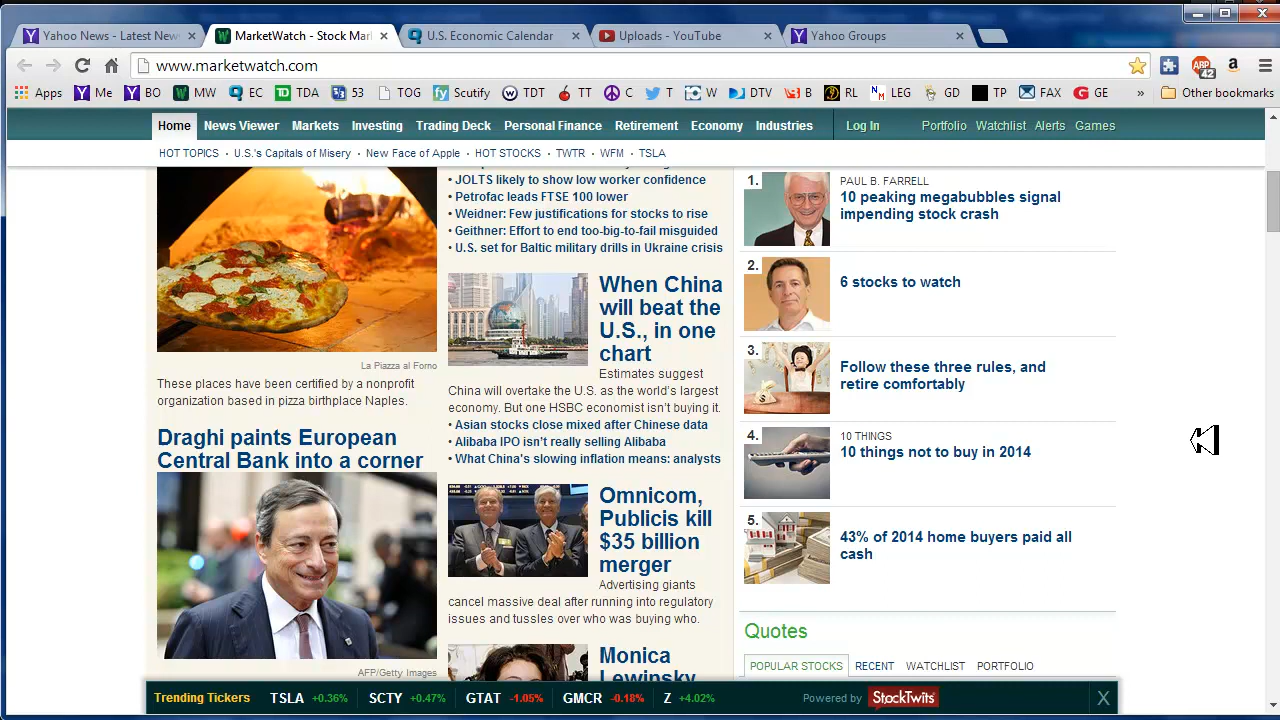 Yahoo News - Latest News
MarketWatch - Stock Mar
U.S. Economic Calendar
Uploads - YouTube
Yahoo Groups
www.marketwatch.com
ABP
42
Apps
Me
BO
MW
EC
TDA
53
TOG
Scotify
TDT
TT
C
T
W
DTV
B
RL
LEG
GD
TP
FAX
GE
»
Other bookmarks
Home
News Viewer
Markets
Investing
Trading Deck
Personal Finance
Retirement
Economy
Industries
Log In
Portfolio
Watchlist
Alerts
Games
HOT TOPICS · U.S.'s Capitals of Misery · New Face of Apple · HOT STOCKS · TWTR · WFM · TSLA
La Piazza al Forno
These places have been certified by a nonprofit
organization based in pizza birthplace Naples.
Draghi paints European
Central Bank into a corner
AFP/Getty Images
• JOLTS likely to show low worker confidence
• Petrofac leads FTSE 100 lower
• Weidner: Few justifications for stocks to rise
• Geithner: Effort to end too-big-to-fail misguided
• U.S. set for Baltic military drills in Ukraine crisis
When China
will beat the
U.S., in one
chart
Estimates suggest
China will overtake the U.S. as the world's largest
economy. But one HSBC economist isn't buying it.
• Asian stocks close mixed after Chinese data
• Alibaba IPO isn't really selling Alibaba
• What China's slowing inflation means: analysts
Omnicom,
Publicis kill
$35 billion
merger
Advertising giants
cancel massive deal after running into regulatory
issues and tussles over who was buying who.
Monica
Lewinsky
1.
PAUL B. FARRELL
10 peaking megabubbles signal
impending stock crash
2.
6 stocks to watch
3.
Follow these three rules, and
retire comfortably
4.
10 THINGS
10 things not to buy in 2014
5.
43% of 2014 home buyers paid all
cash
Quotes
POPULAR STOCKS
RECENT
WATCHLIST
PORTFOLIO
Trending Tickers
TSLA +0.36%
SCTY +0.47%
GTAT -1.05%
GMCR -0.18%
Z +4.02%
Powered by
StockTwits
X